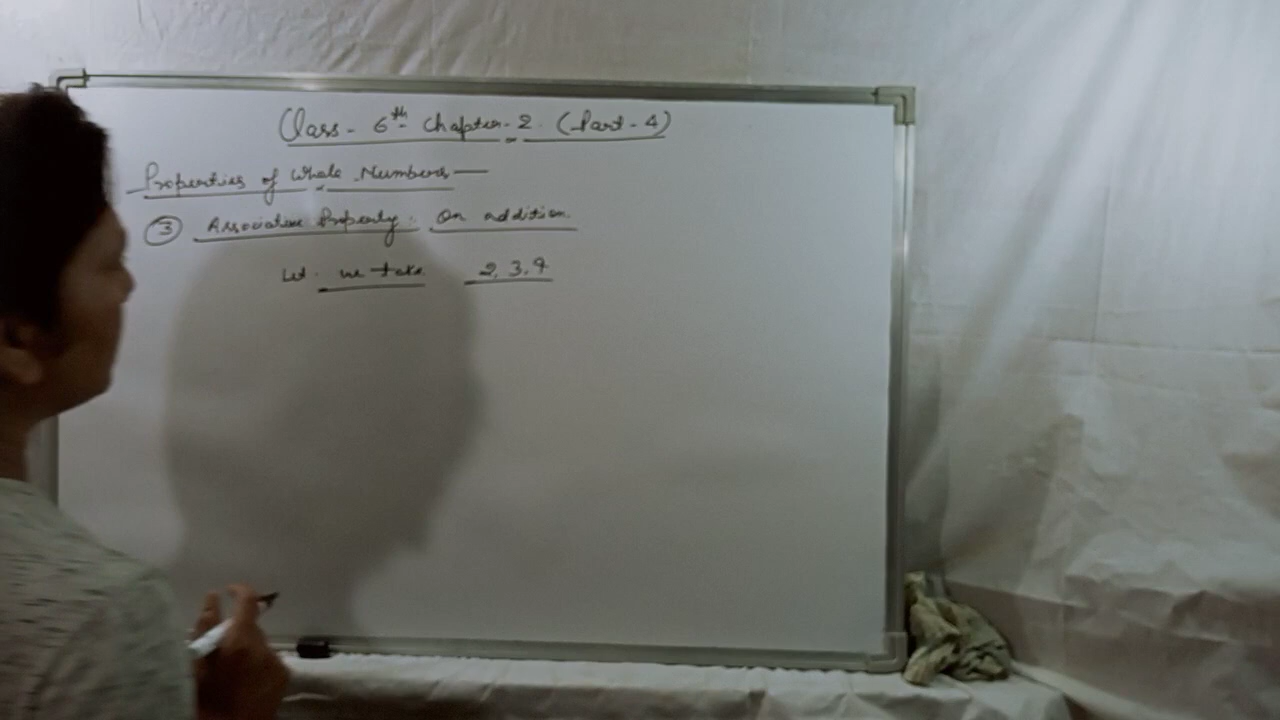 Class - 6th Chapter - 2 (Part - 4)
Properties of Whole Numbers —
③ Associative Property : On addition.
Let we take 2, 3, 4